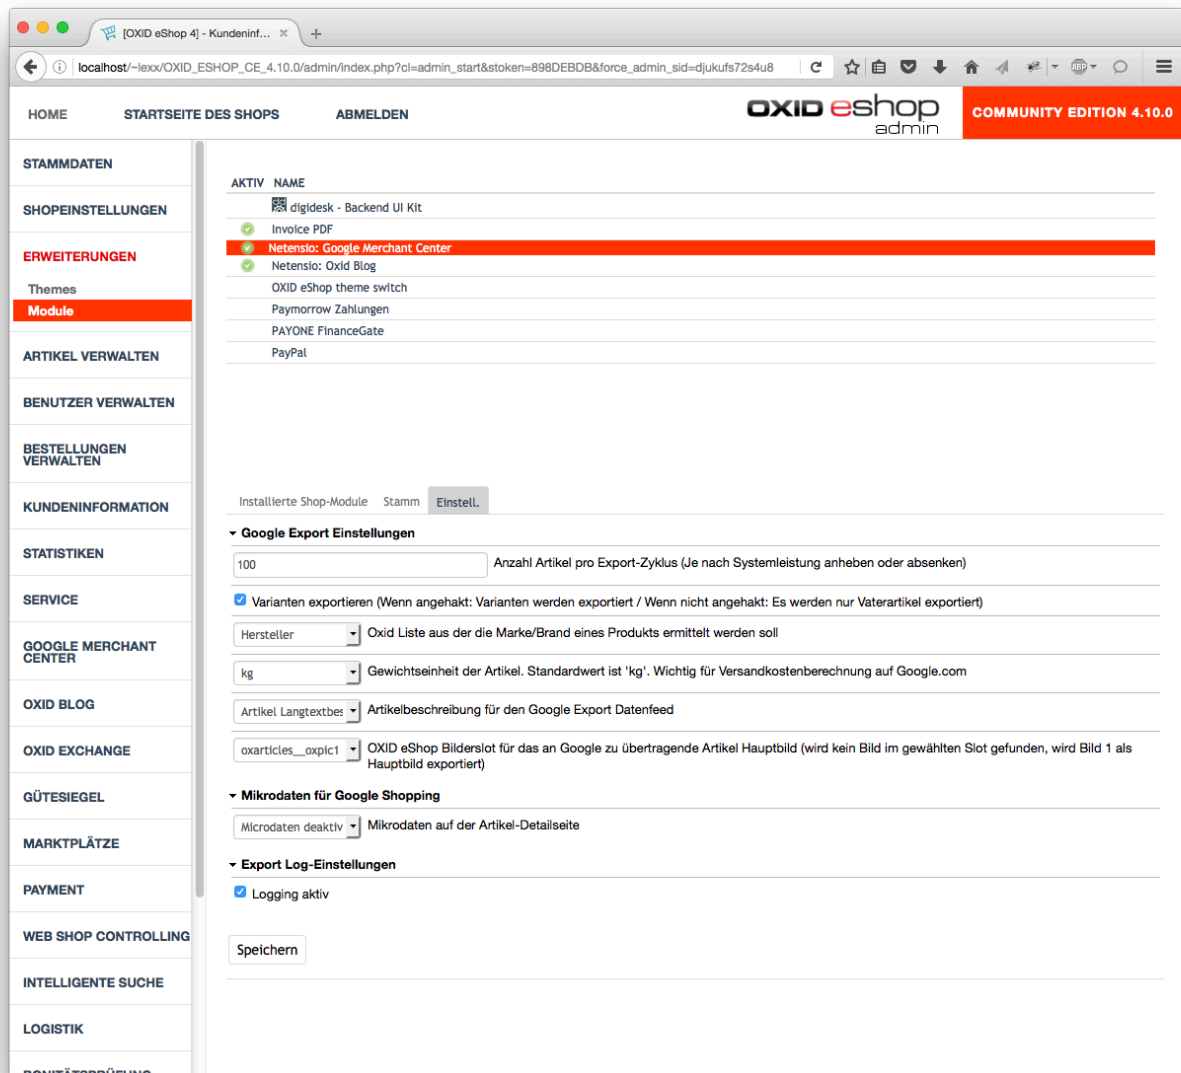 [OXID eShop 4] - Kundeninf...
localhost/~lexx/OXID_ESHOP_CE_4.10.0/admin/index.php?cl=admin_start&stoken=898DEBDB&force_admin_sid=djukufs72s4u8
ABP
HOME STARTSEITE DES SHOPS ABMELDEN
OXID eshop
admin
COMMUNITY EDITION 4.10.0
STAMMDATEN
SHOPEINSTELLUNGEN
ERWEITERUNGEN
Themes
Module
ARTIKEL VERWALTEN
BENUTZER VERWALTEN
BESTELLUNGEN
VERWALTEN
KUNDENINFORMATION
STATISTIKEN
SERVICE
GOOGLE MERCHANT
CENTER
OXID BLOG
OXID EXCHANGE
GÜTESIEGEL
MARKTPLÄTZE
PAYMENT
WEB SHOP CONTROLLING
INTELLIGENTE SUCHE
LOGISTIK
BONITÄTSPRÜFUNG
AKTIV NAME
digidesk - Backend UI Kit
Invoice PDF
Netensio: Google Merchant Center
Netensio: Oxid Blog
OXID eShop theme switch
Paymorrow Zahlungen
PAYONE FinanceGate
PayPal
Installierte Shop-Module Stamm Einstell.
Google Export Einstellungen
100 Anzahl Artikel pro Export-Zyklus (Je nach Systemleistung anheben oder absenken)
Varianten exportieren (Wenn angehakt: Varianten werden exportiert / Wenn nicht angehakt: Es werden nur Vaterartikel exportiert)
Hersteller Oxid Liste aus der die Marke/Brand eines Produkts ermittelt werden soll
kg Gewichtseinheit der Artikel. Standardwert ist 'kg'. Wichtig für Versandkostenberechnung auf Google.com
Artikel Langtextbes Artikelbeschreibung für den Google Export Datenfeed
oxarticles__oxpic1 OXID eShop Bilderslot für das an Google zu übertragende Artikel Hauptbild (wird kein Bild im gewählten Slot gefunden, wird Bild 1 als
Hauptbild exportiert)
Mikrodaten für Google Shopping
Microdaten deaktiv Mikrodaten auf der Artikel-Detailseite
Export Log-Einstellungen
Logging aktiv
Speichern